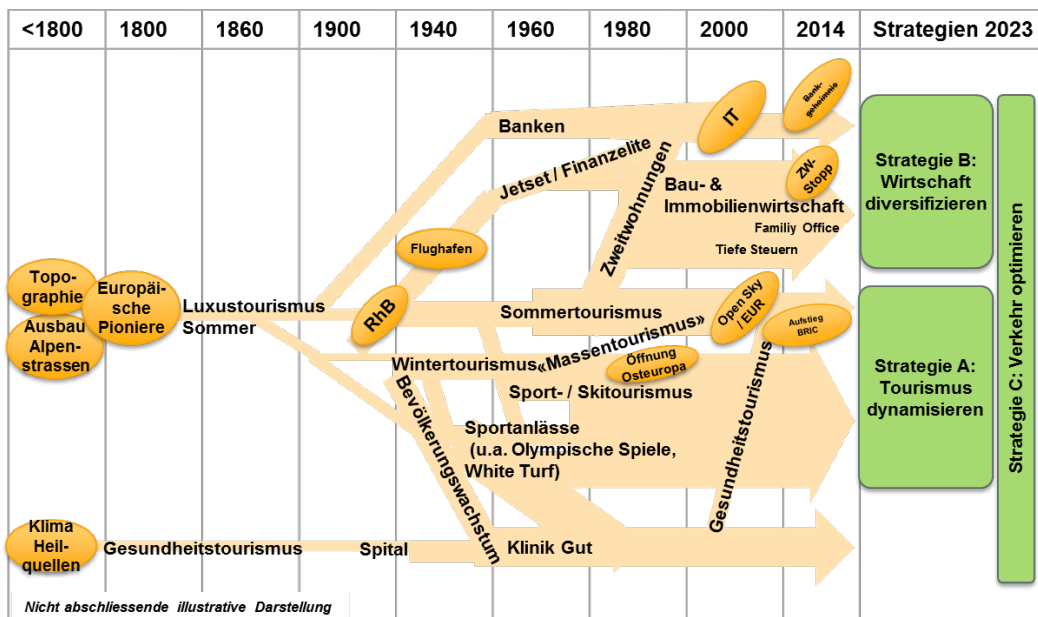 <1800 1800 1860 1900 1940 1960 1980 2000 2014 Strategien 2023
Bank-
geheimnis
IT
Banken
Jetset / Finanzelite
ZW-
Stopp
Zweitwohnungen
Bau- &
Immobilienwirtschaft
Familiy Office
Tiefe Steuern
Flughafen
Topo-
graphie
Ausbau
Alpen-
strassen
Europä-
ische
Pioniere
Luxustourismus
Sommer
RhB
Sommertourismus
Open Sky
/ EUR
Aufstieg
BRIC
Wintertourismus
«Massentourismus»
Öffnung
Osteuropa
Sport- / Skitourismus
Bevölkerungswachstum
Sportanlässe
(u.a. Olympische Spiele,
White Turf)
Gesundheitstourismus
Klima
Heil-
quellen
Gesundheitstourismus
Spital
Klinik Gut
Strategie B:
Wirtschaft
diversifizieren
Strategie A:
Tourismus
dynamisieren
Strategie C: Verkehr optimieren
Nicht abschliessende illustrative Darstellung